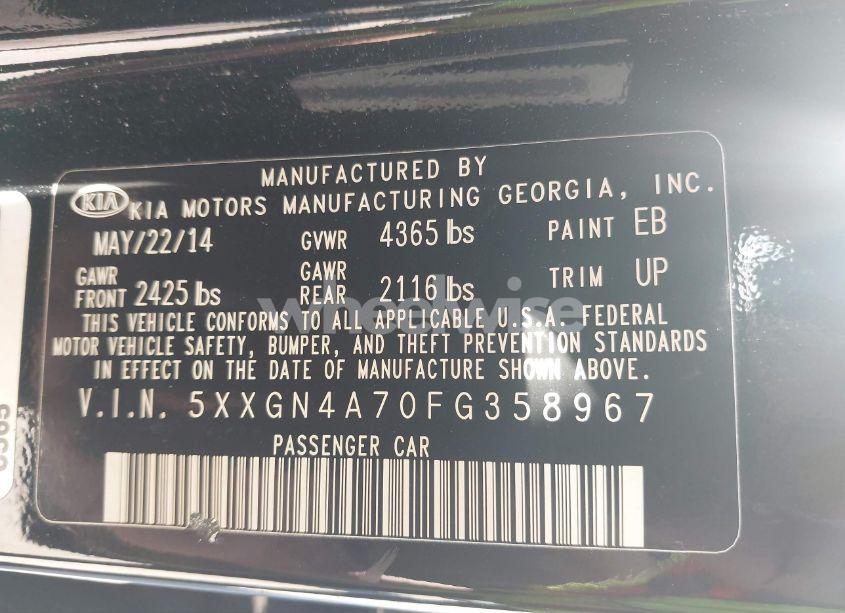 MANUFACTURED BY
KIA KIA MOTORS MANUFACTURING GEORGIA, INC.
MAY/22/14 GVWR 4365 lbs PAINT EB
GAWR FRONT 2425 lbs GAWR REAR 2116 lbs TRIM UP
THIS VEHICLE CONFORMS TO ALL APPLICABLE U.S.A. FEDERAL
MOTOR VEHICLE SAFETY, BUMPER, AND THEFT PREVENTION STANDARDS
IN EFFECT ON THE DATE OF MANUFACTURE SHOWN ABOVE.
V.I.N. 5XXGN4A70FG358967
PASSENGER CAR
wheelwise